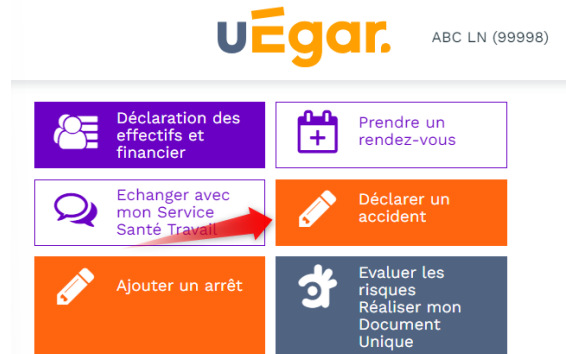 uEgar.
ABC LN (99998)
Déclaration des
effectifs et
financier
Prendre un
rendez-vous
Echanger avec
mon Service
Santé Travail
Déclarer un
accident
Ajouter un arrêt
Evaluer les
risques
Réaliser mon
Document
Unique